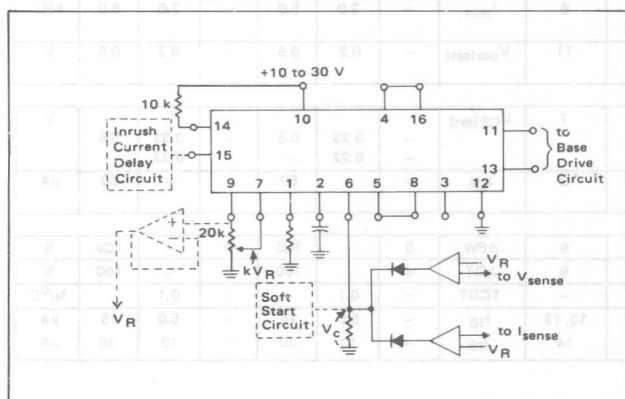 +10 to 30 V
10 k
14
10
4
16
Inrush
Current
Delay
Circuit
15
11
13
to
Base
Drive
Circuit
9
7
1
2
6
5
8
3
12
20k
kVR
VR
Soft
Start
Circuit
Vc
VR
to Vsense
to Isense
VR